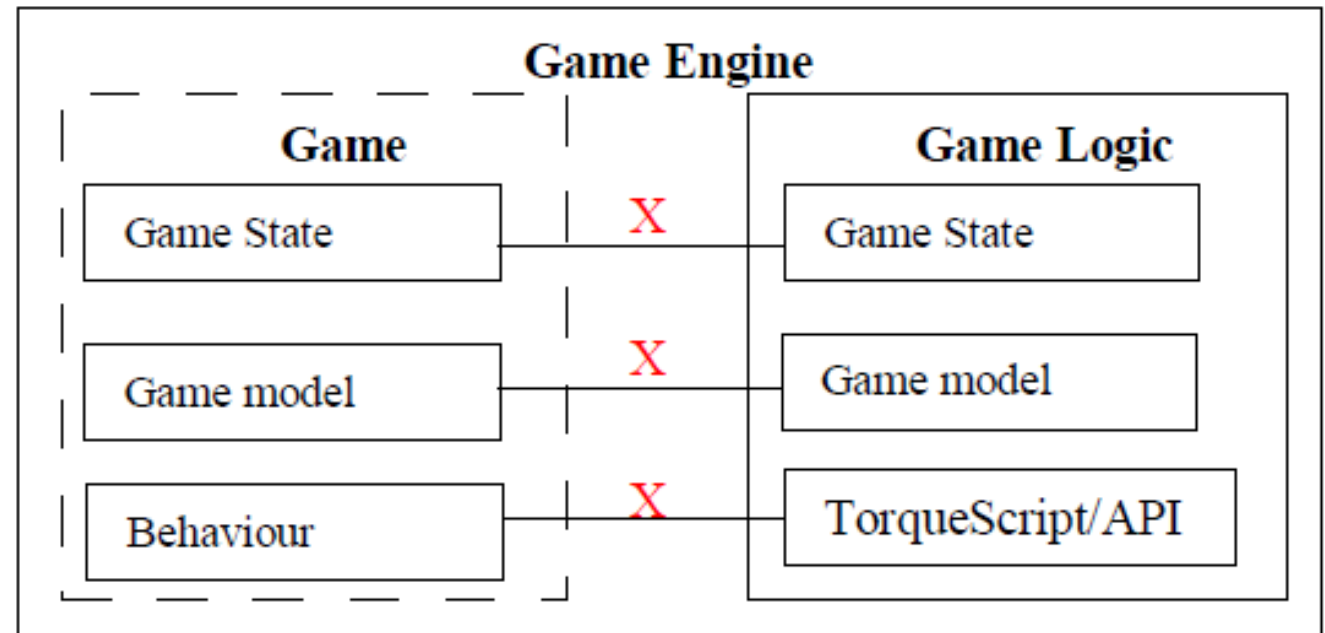 Game Engine
Game
Game Logic
Game State
X
Game State
Game model
X
Game model
Behaviour
X
TorqueScript/API